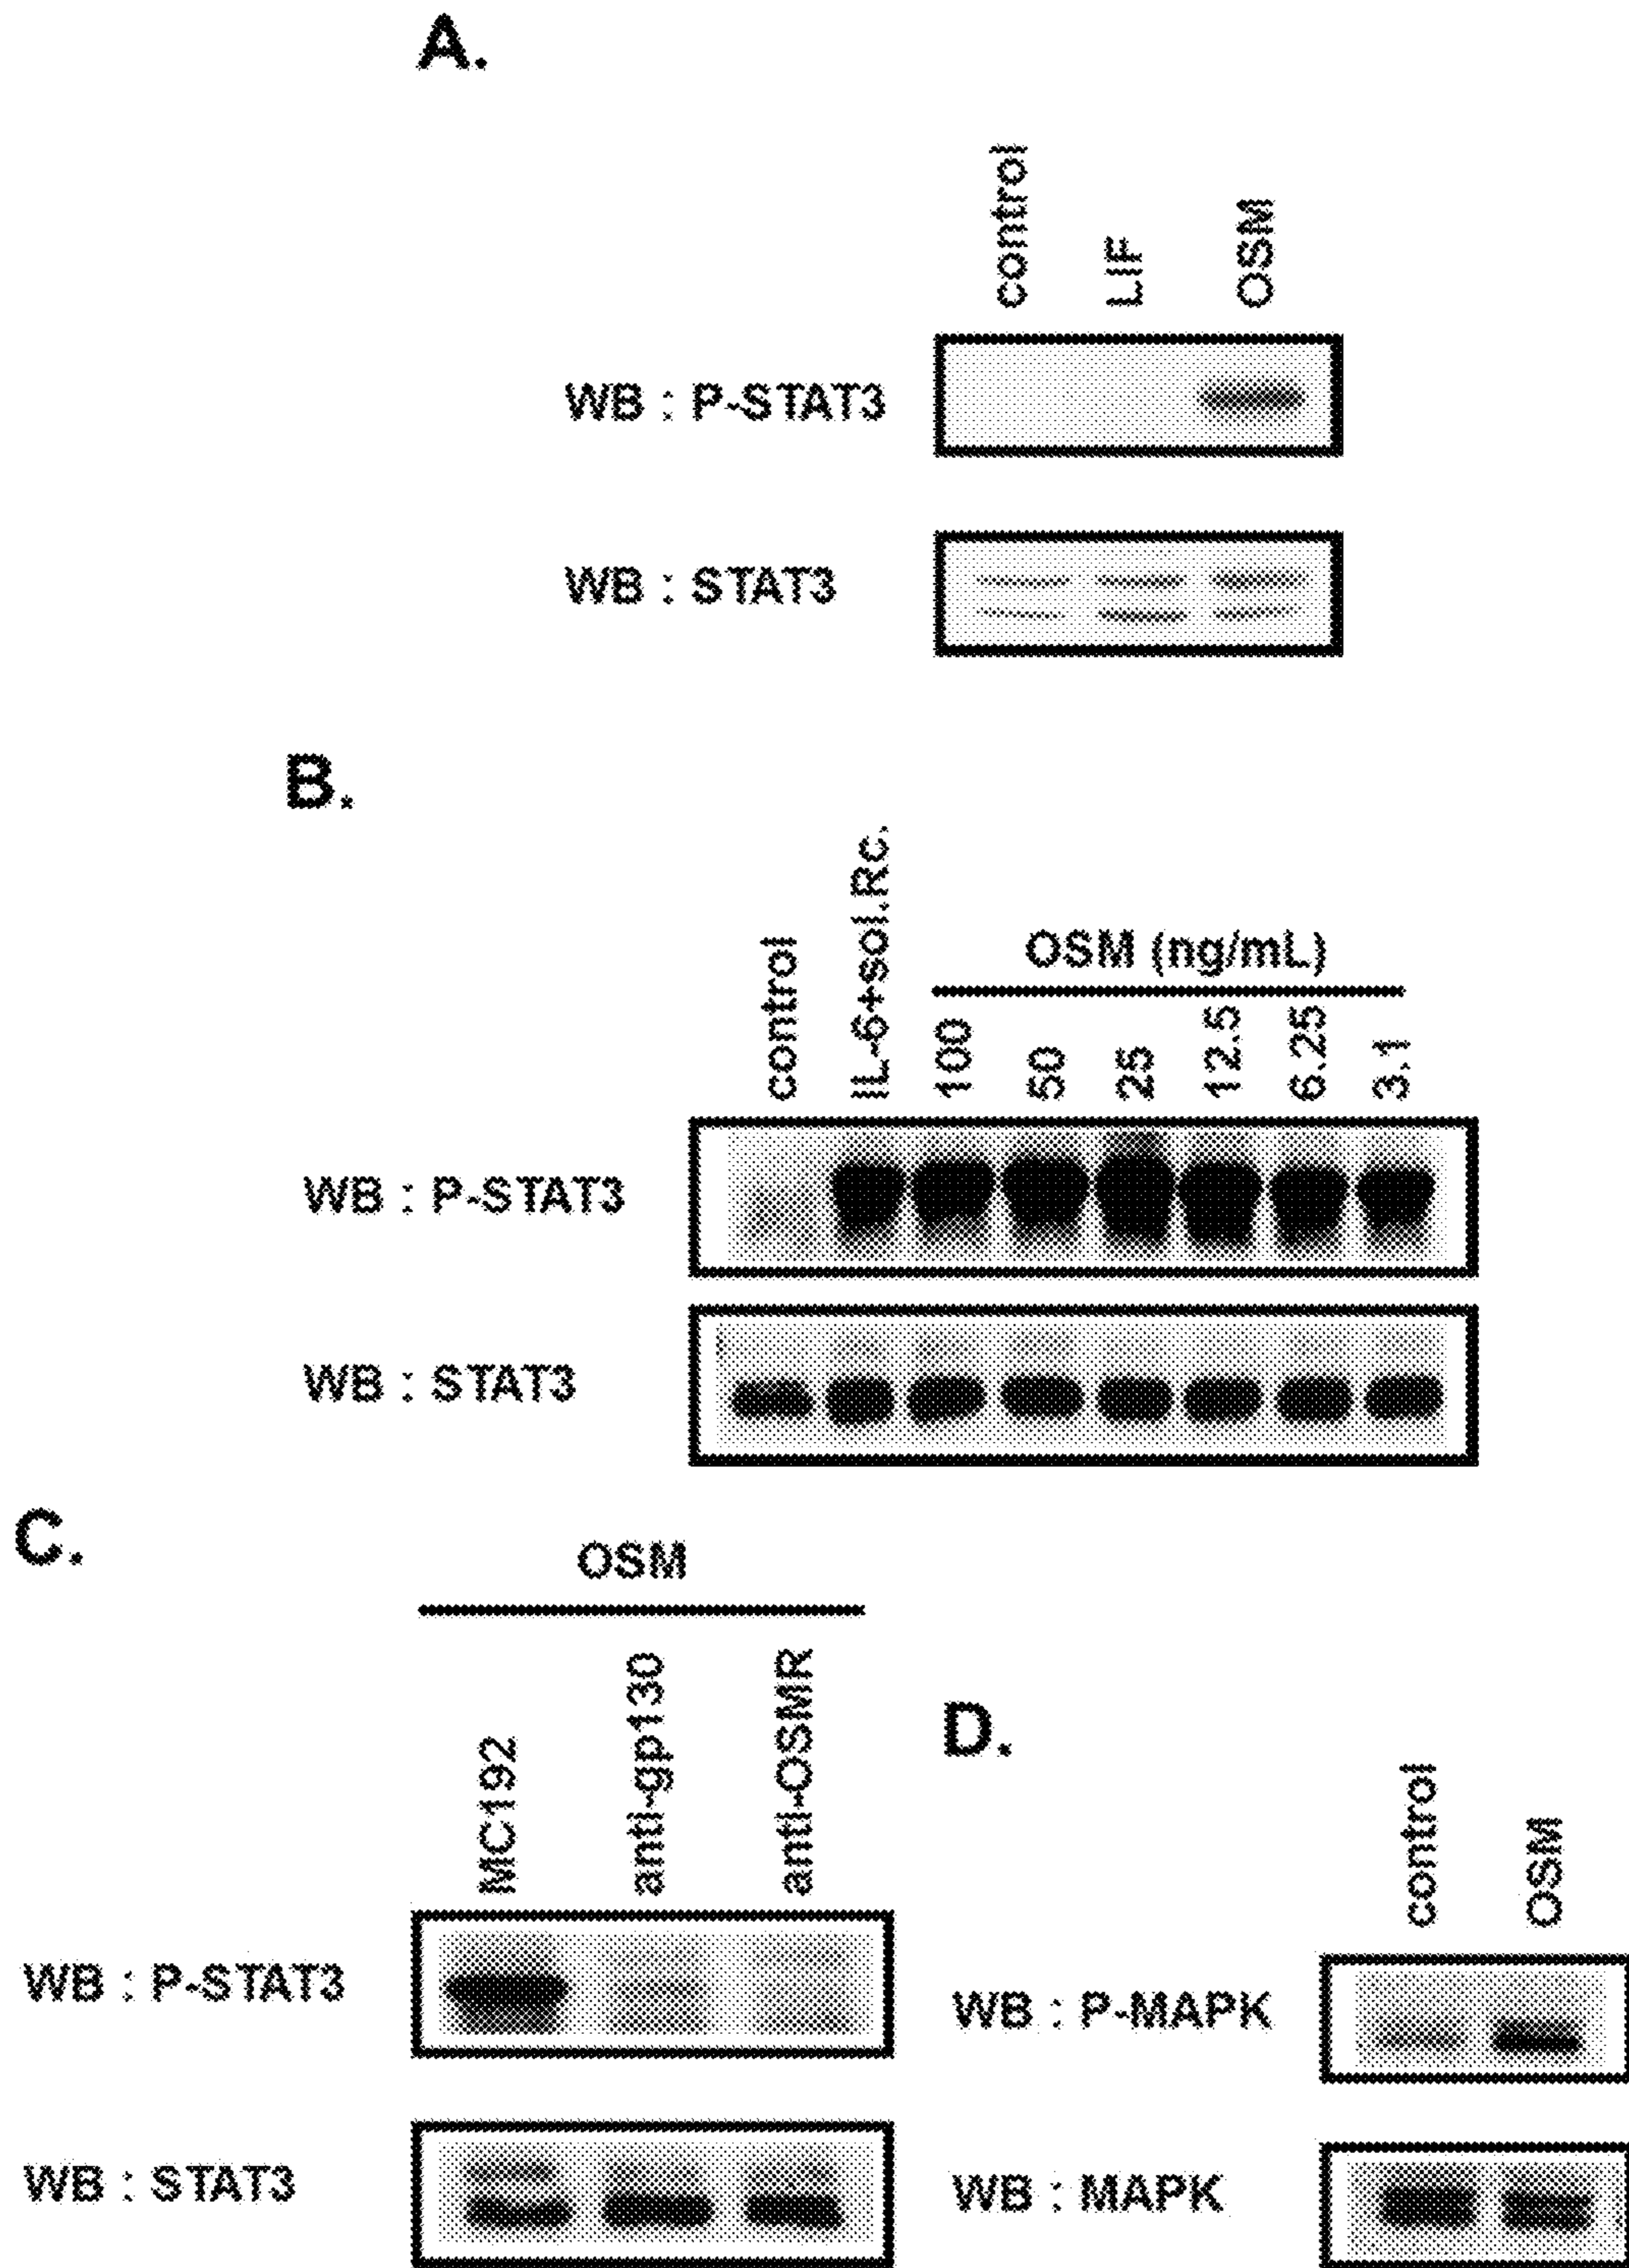 A.
control
LIF
OSM
WB : P-STAT3
WB : STAT3
B.
control
IL-6+sol.Rc.
OSM (ng/mL)
100
50
25
12.5
6.25
3.1
WB : P-STAT3
WB : STAT3
C.
OSM
MC192
anti-gp130
anti-OSMR
WB : P-STAT3
WB : STAT3
D.
control
OSM
WB : P-MAPK
WB : MAPK